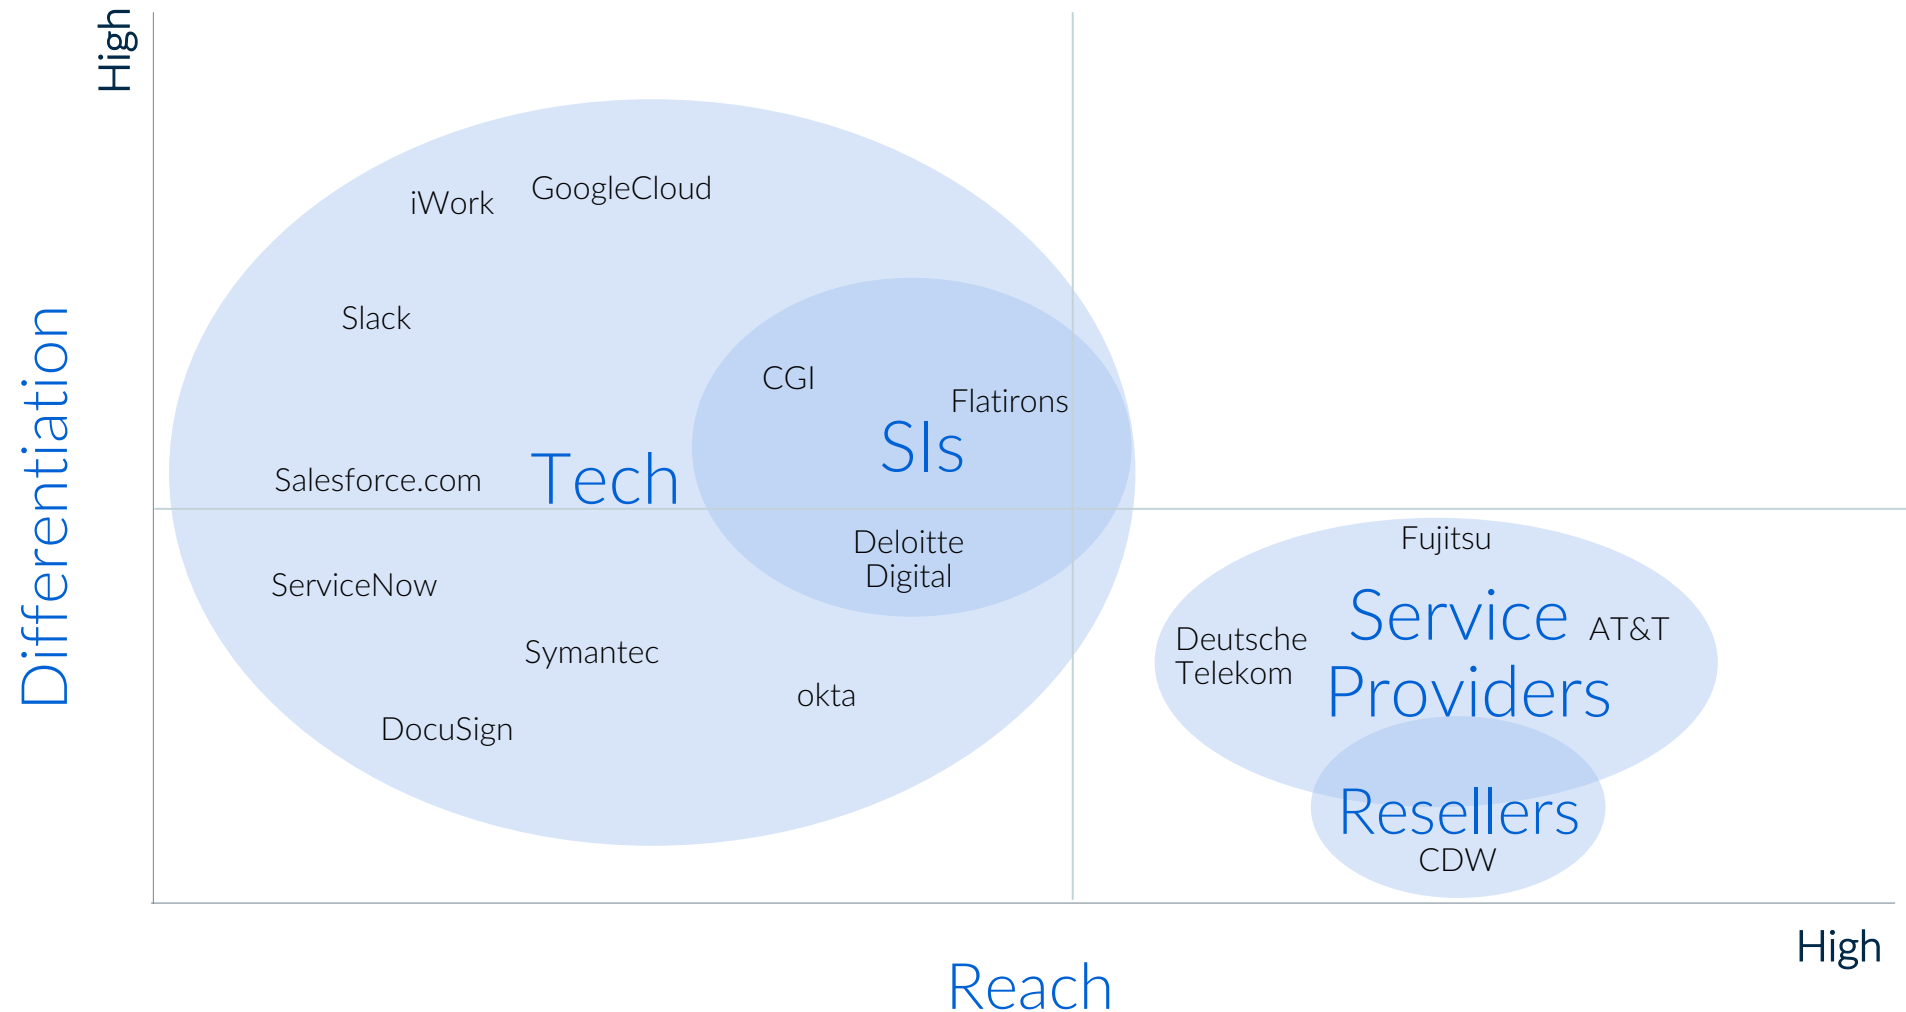 High
Differentiation
iWork
GoogleCloud
Slack
CGI
Flatirons
SIs
Tech
Salesforce.com
Deloitte
Digital
ServiceNow
Symantec
okta
DocuSign
Fujitsu
Service
Providers
AT&T
Deutsche
Telekom
Resellers
CDW
High
Reach